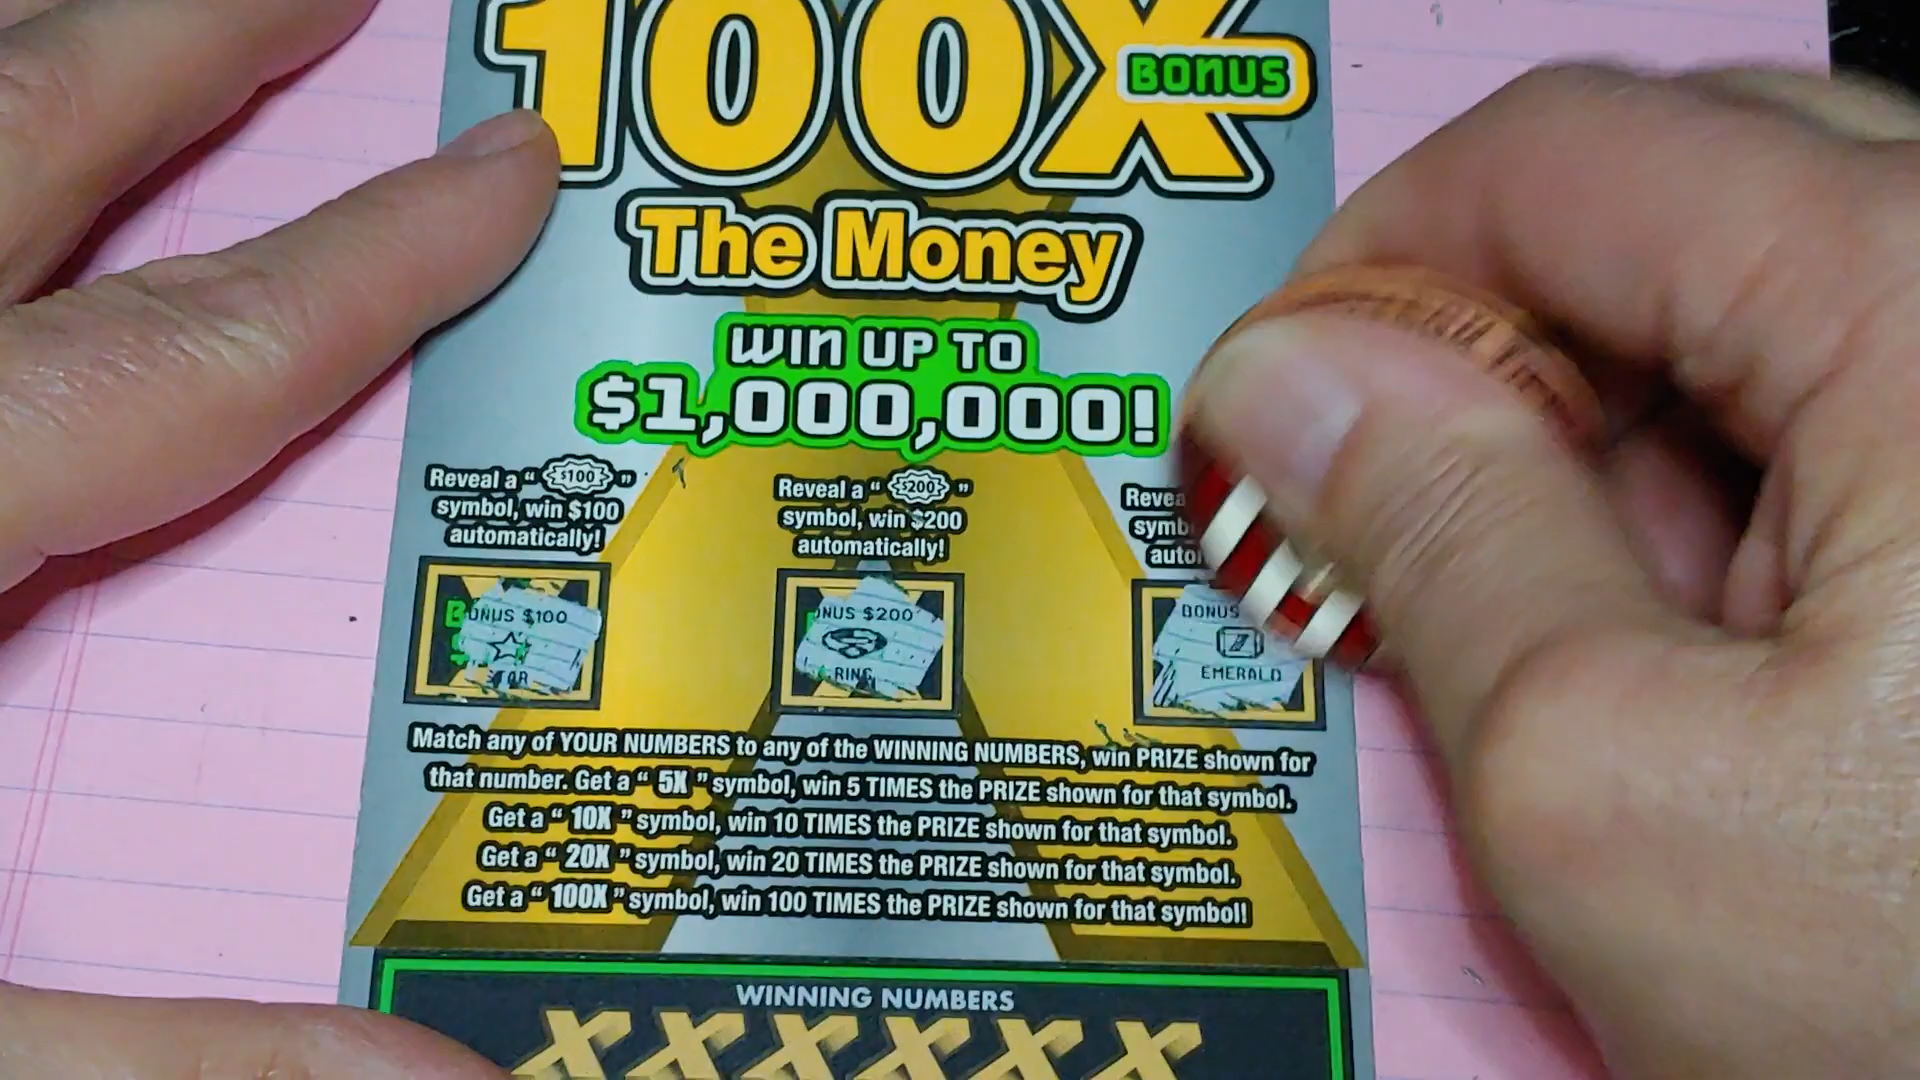 100X
BONUS
The Money
WIN UP TO
$1,000,000!
Reveal a " $100 "
symbol, win $100
automatically!
Reveal a " $200 "
symbol, win $200
automatically!
BONUS $100
STAR
BONUS $200
RING
BONUS
EMERALD
Match any of YOUR NUMBERS to any of the WINNING NUMBERS, win PRIZE shown for
that number. Get a " 5X " symbol, win 5 TIMES the PRIZE shown for that symbol.
Get a " 10X " symbol, win 10 TIMES the PRIZE shown for that symbol.
Get a " 20X " symbol, win 20 TIMES the PRIZE shown for that symbol.
Get a " 100X " symbol, win 100 TIMES the PRIZE shown for that symbol!
WINNING NUMBERS
XXXXXX